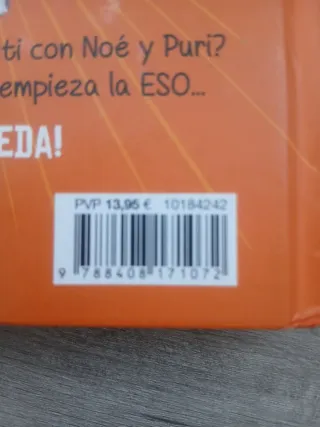 ti con Noé y Puri?
empieza la ESO...
EDA!
PVP 13,95 € 10184242
9 788408 171072